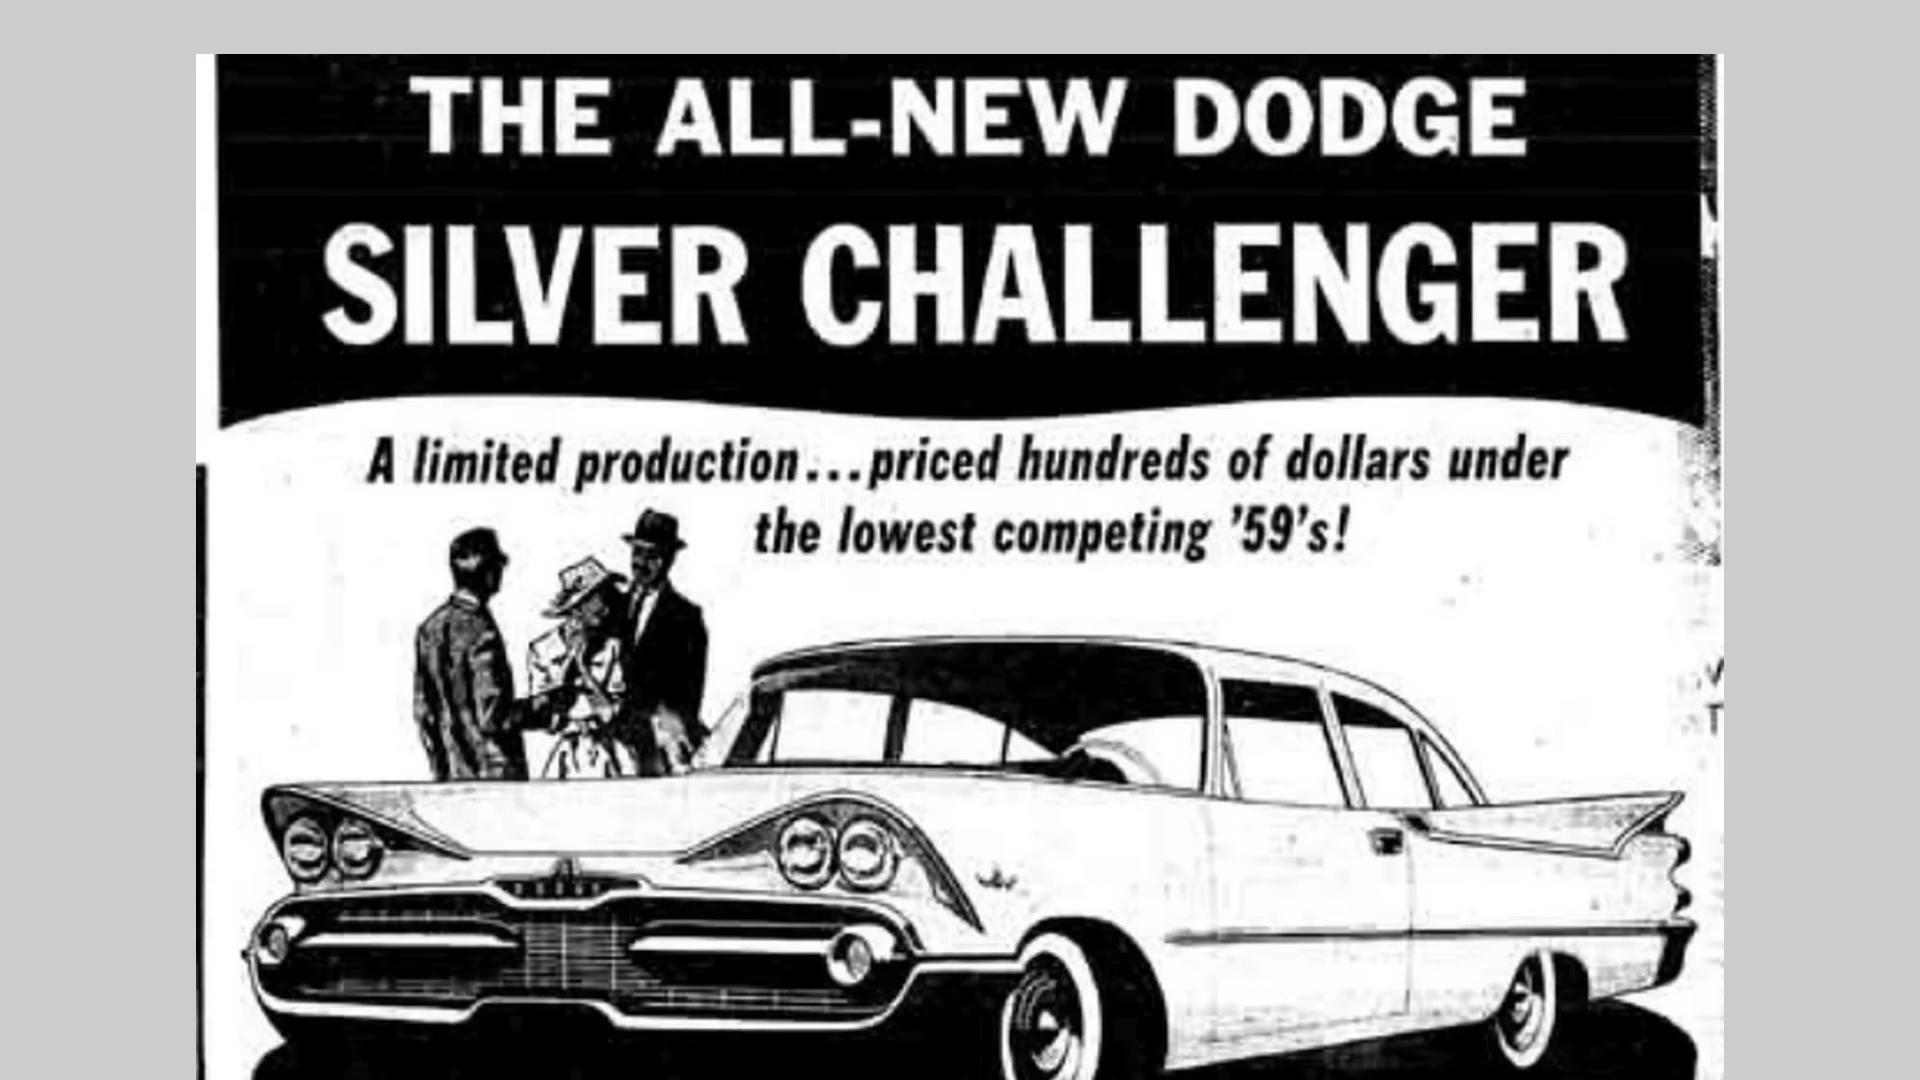 THE ALL-NEW DODGE
SILVER CHALLENGER
A limited production...priced hundreds of dollars under
the lowest competing '59's!